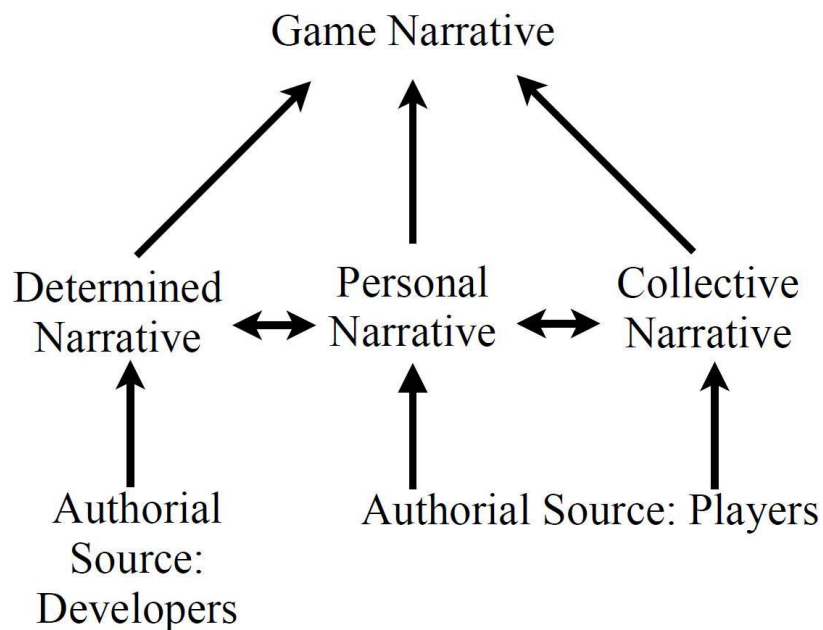 Game Narrative
Determined
Narrative
Personal
Narrative
Collective
Narrative
Authorial
Source:
Developers
Authorial Source: Players